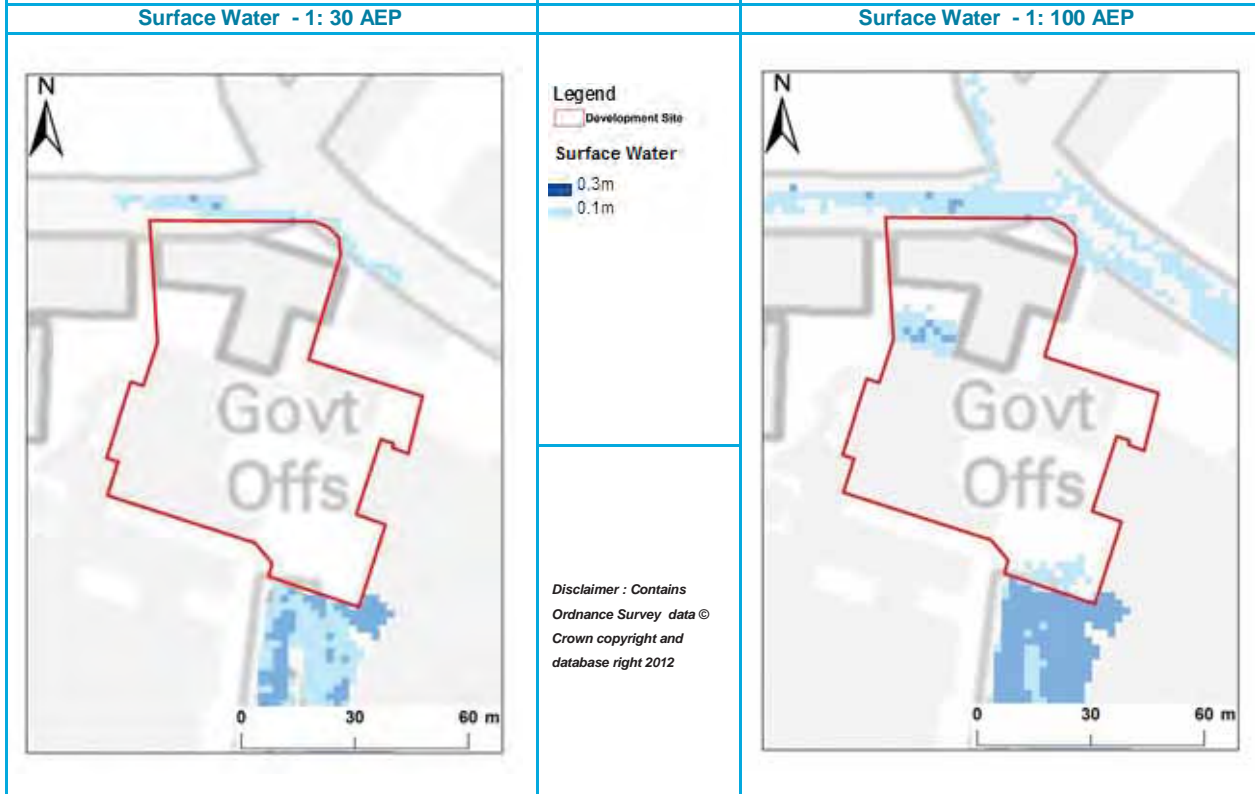 Surface Water - 1: 30 AEP
Surface Water - 1: 100 AEP
N
Govt
Offs
0 30 60 m
Legend
Development Site
Surface Water
0.3m
0.1m
Disclaimer : Contains
Ordnance Survey data ©
Crown copyright and
database right 2012
N
Govt
Offs
0 30 60 m